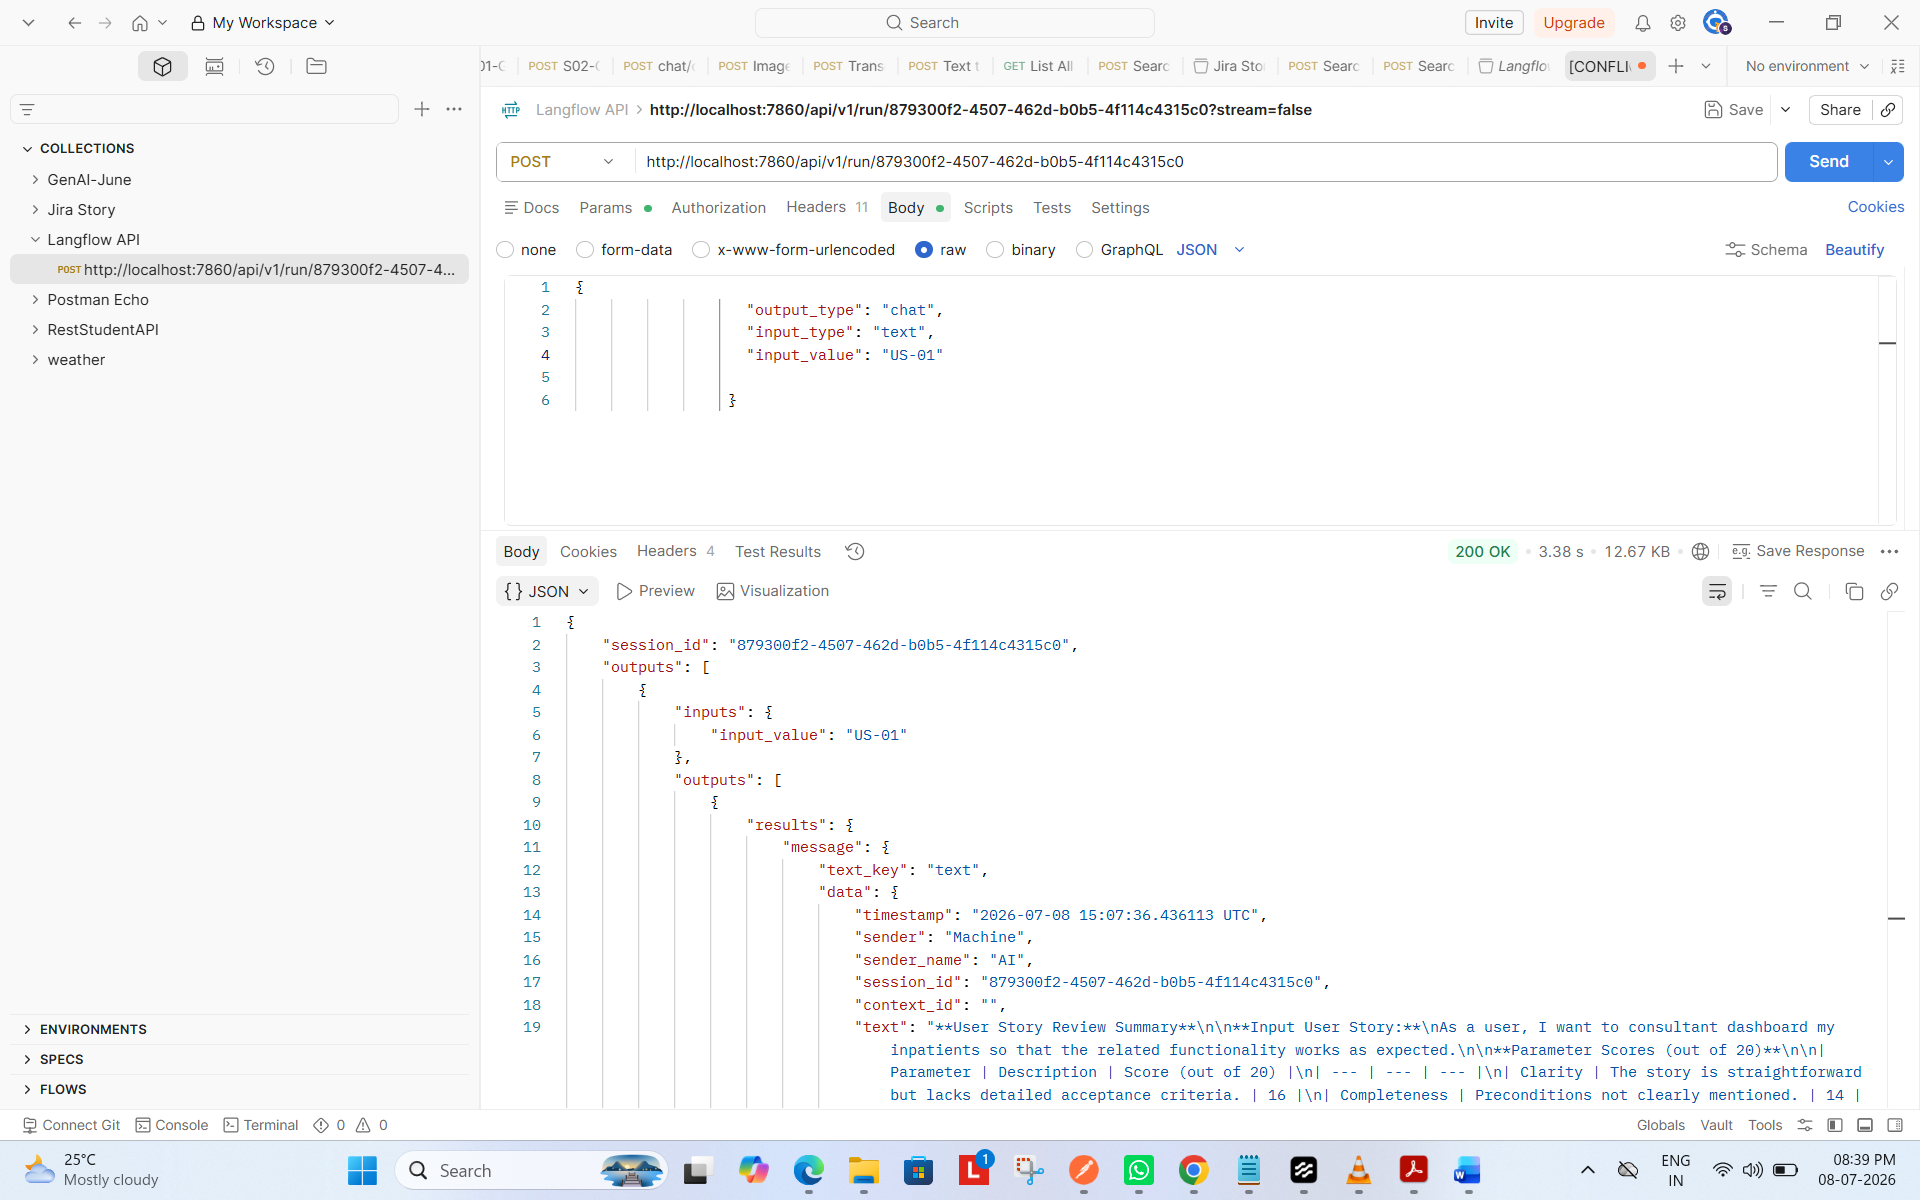 My Workspace
Search
Invite
Upgrade
POST S02-
POST chat/
POST Imag
POST Trans
POST Text t
GET List All
POST Searc
Jira Sto
POST Searc
POST Searc
Langflo
[CONFLI
No environment
Langflow API > http://localhost:7860/api/v1/run/879300f2-4507-462d-b0b5-4f114c4315c0?stream=false
Save
Share
COLLECTIONS
GenAI-June
Jira Story
Langflow API
POST http://localhost:7860/api/v1/run/879300f2-4507-4...
Postman Echo
RestStudentAPI
weather
POST
http://localhost:7860/api/v1/run/879300f2-4507-462d-b0b5-4f114c4315c0
Send
Docs Params Authorization Headers 11 Body Scripts Tests Settings
Cookies
none form-data x-www-form-urlencoded raw binary GraphQL JSON
Schema Beautify
1 {
2 "output_type": "chat",
3 "input_type": "text",
4 "input_value": "US-01"
5
6 }
Body Cookies Headers 4 Test Results
200 OK • 3.38 s • 12.67 KB
e.g. Save Response
{} JSON Preview Visualization
1 {
2 "session_id": "879300f2-4507-462d-b0b5-4f114c4315c0",
3 "outputs": [
4 {
5 "inputs": {
6 "input_value": "US-01"
7 },
8 "outputs": [
9 {
10 "results": {
11 "message": {
12 "text_key": "text",
13 "data": {
14 "timestamp": "2026-07-08 15:07:36.436113 UTC",
15 "sender": "Machine",
16 "sender_name": "AI",
17 "session_id": "879300f2-4507-462d-b0b5-4f114c4315c0",
18 "context_id": "",
19 "text": "**User Story Review Summary**\n\n**Input User Story:**\nAs a user, I want to consultant dashboard my
inpatients so that the related functionality works as expected.\n\n**Parameter Scores (out of 20)**\n\n|
Parameter | Description | Score (out of 20) |\n| --- | --- | --- |\n| Clarity | The story is straightforward
but lacks detailed acceptance criteria. | 16 |\n| Completeness | Preconditions not clearly mentioned. | 14 |
ENVIRONMENTS
SPECS
FLOWS
Connect Git Console Terminal 0 0
Globals Vault Tools
25°C
Mostly cloudy
Search
1
ENG
IN
08:39 PM
08-07-2026